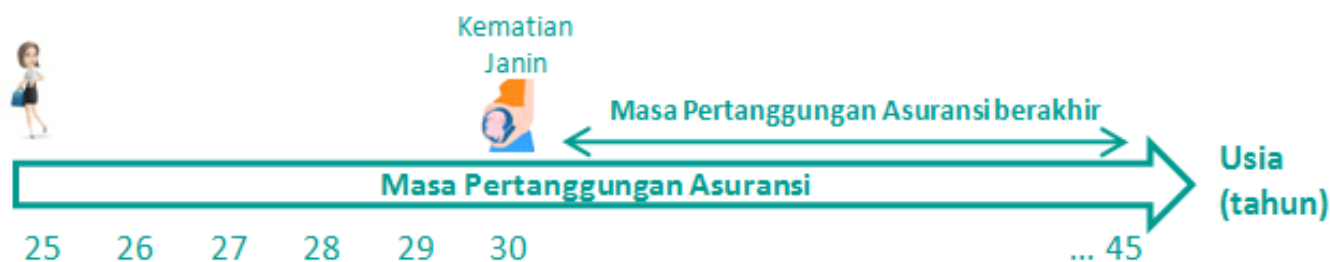 Kematian
Janin
Masa Pertanggungan Asuransi berakhir
Masa Pertanggungan Asuransi
Usia
(tahun)
25 26 27 28 29 30 ... 45